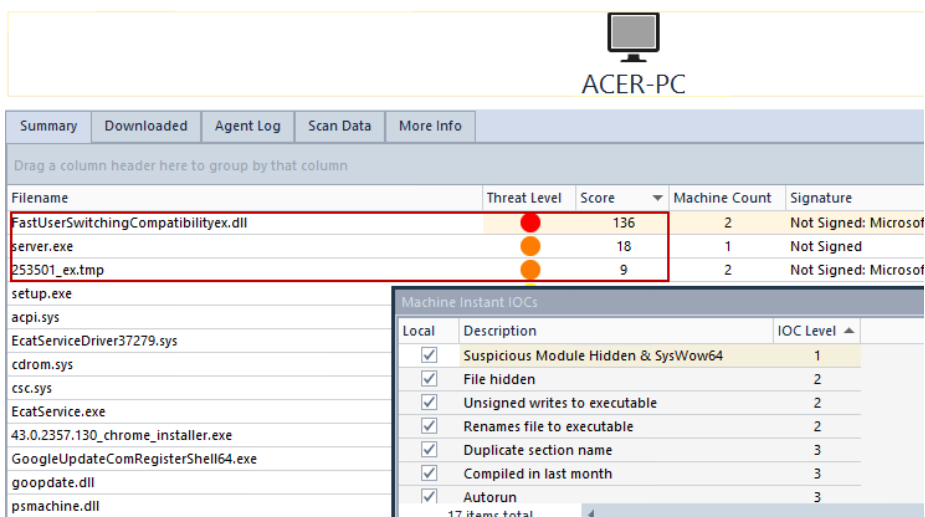 ACER-PC
Summary Downloaded Agent Log Scan Data More Info
Drag a column header here to group by that column
Filename Threat Level Score Machine Count Signature
FastUserSwitchingCompatibilityex.dll 136 2 Not Signed: Microsof
server.exe 18 1 Not Signed
253501_ex.tmp 9 2 Not Signed: Microsof
setup.exe
acpi.sys
EcatServiceDriver37279.sys
cdrom.sys
csc.sys
EcatService.exe
43.0.2357.130_chrome_installer.exe
GoogleUpdateComRegisterShell64.exe
goopdate.dll
psmachine.dll
Machine Instant IOCs
Local Description IOC Level
Suspicious Module Hidden & SysWow64 1
File hidden 2
Unsigned writes to executable 2
Renames file to executable 2
Duplicate section name 3
Compiled in last month 3
Autorun 3
17 items total